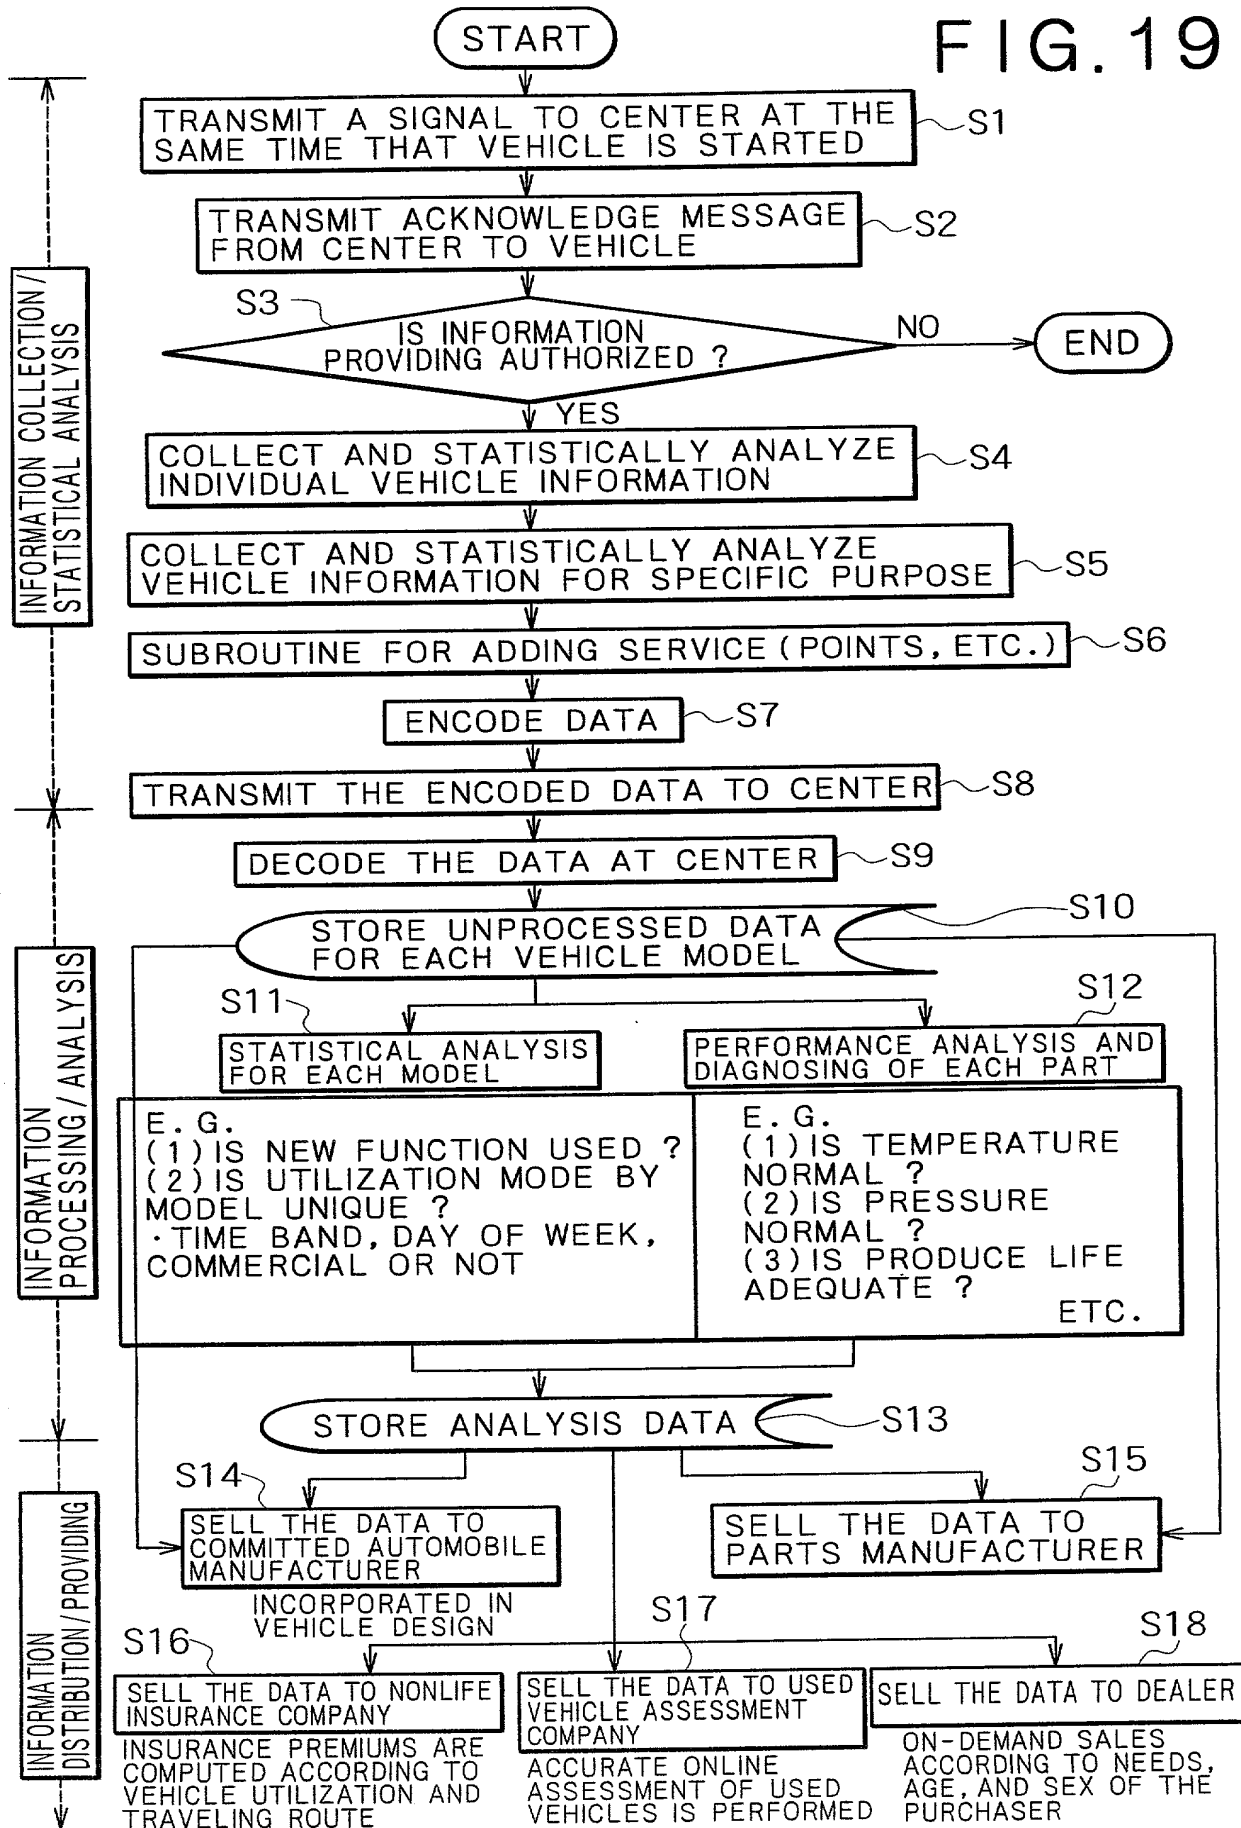 FIG. 19
START
TRANSMIT A SIGNAL TO CENTER AT THE
SAME TIME THAT VEHICLE IS STARTED
S1
TRANSMIT ACKNOWLEDGE MESSAGE
FROM CENTER TO VEHICLE
S2
S3
IS INFORMATION
PROVIDING AUTHORIZED ?
NO
END
YES
COLLECT AND STATISTICALLY ANALYZE
INDIVIDUAL VEHICLE INFORMATION
S4
COLLECT AND STATISTICALLY ANALYZE
VEHICLE INFORMATION FOR SPECIFIC PURPOSE
S5
SUBROUTINE FOR ADDING SERVICE (POINTS, ETC.)
S6
ENCODE DATA
S7
TRANSMIT THE ENCODED DATA TO CENTER
S8
INFORMATION COLLECTION /
STATISTICAL ANALYSIS
DECODE THE DATA AT CENTER
S9
STORE UNPROCESSED DATA
FOR EACH VEHICLE MODEL
S10
S11
STATISTICAL ANALYSIS
FOR EACH MODEL
S12
PERFORMANCE ANALYSIS AND
DIAGNOSING OF EACH PART
E. G.
(1) IS NEW FUNCTION USED ?
(2) IS UTILIZATION MODE BY
MODEL UNIQUE ?
· TIME BAND, DAY OF WEEK,
COMMERCIAL OR NOT
E. G.
(1) IS TEMPERATURE
NORMAL ?
(2) IS PRESSURE
NORMAL ?
(3) IS PRODUCE LIFE
ADEQUATE ?
ETC.
INFORMATION
PROCESSING / ANALYSIS
STORE ANALYSIS DATA
S13
S14
SELL THE DATA TO
COMMITTED AUTOMOBILE
MANUFACTURER
INCORPORATED IN
VEHICLE DESIGN
S15
SELL THE DATA TO
PARTS MANUFACTURER
INFORMATION
DISTRIBUTION / PROVIDING
S16
SELL THE DATA TO NONLIFE
INSURANCE COMPANY
INSURANCE PREMIUMS ARE
COMPUTED ACCORDING TO
VEHICLE UTILIZATION AND
TRAVELING ROUTE
S17
SELL THE DATA TO USED
VEHICLE ASSESSMENT
COMPANY
ACCURATE ONLINE
ASSESSMENT OF USED
VEHICLES IS PERFORMED
S18
SELL THE DATA TO DEALER
ON-DEMAND SALES
ACCORDING TO NEEDS,
AGE, AND SEX OF THE
PURCHASER